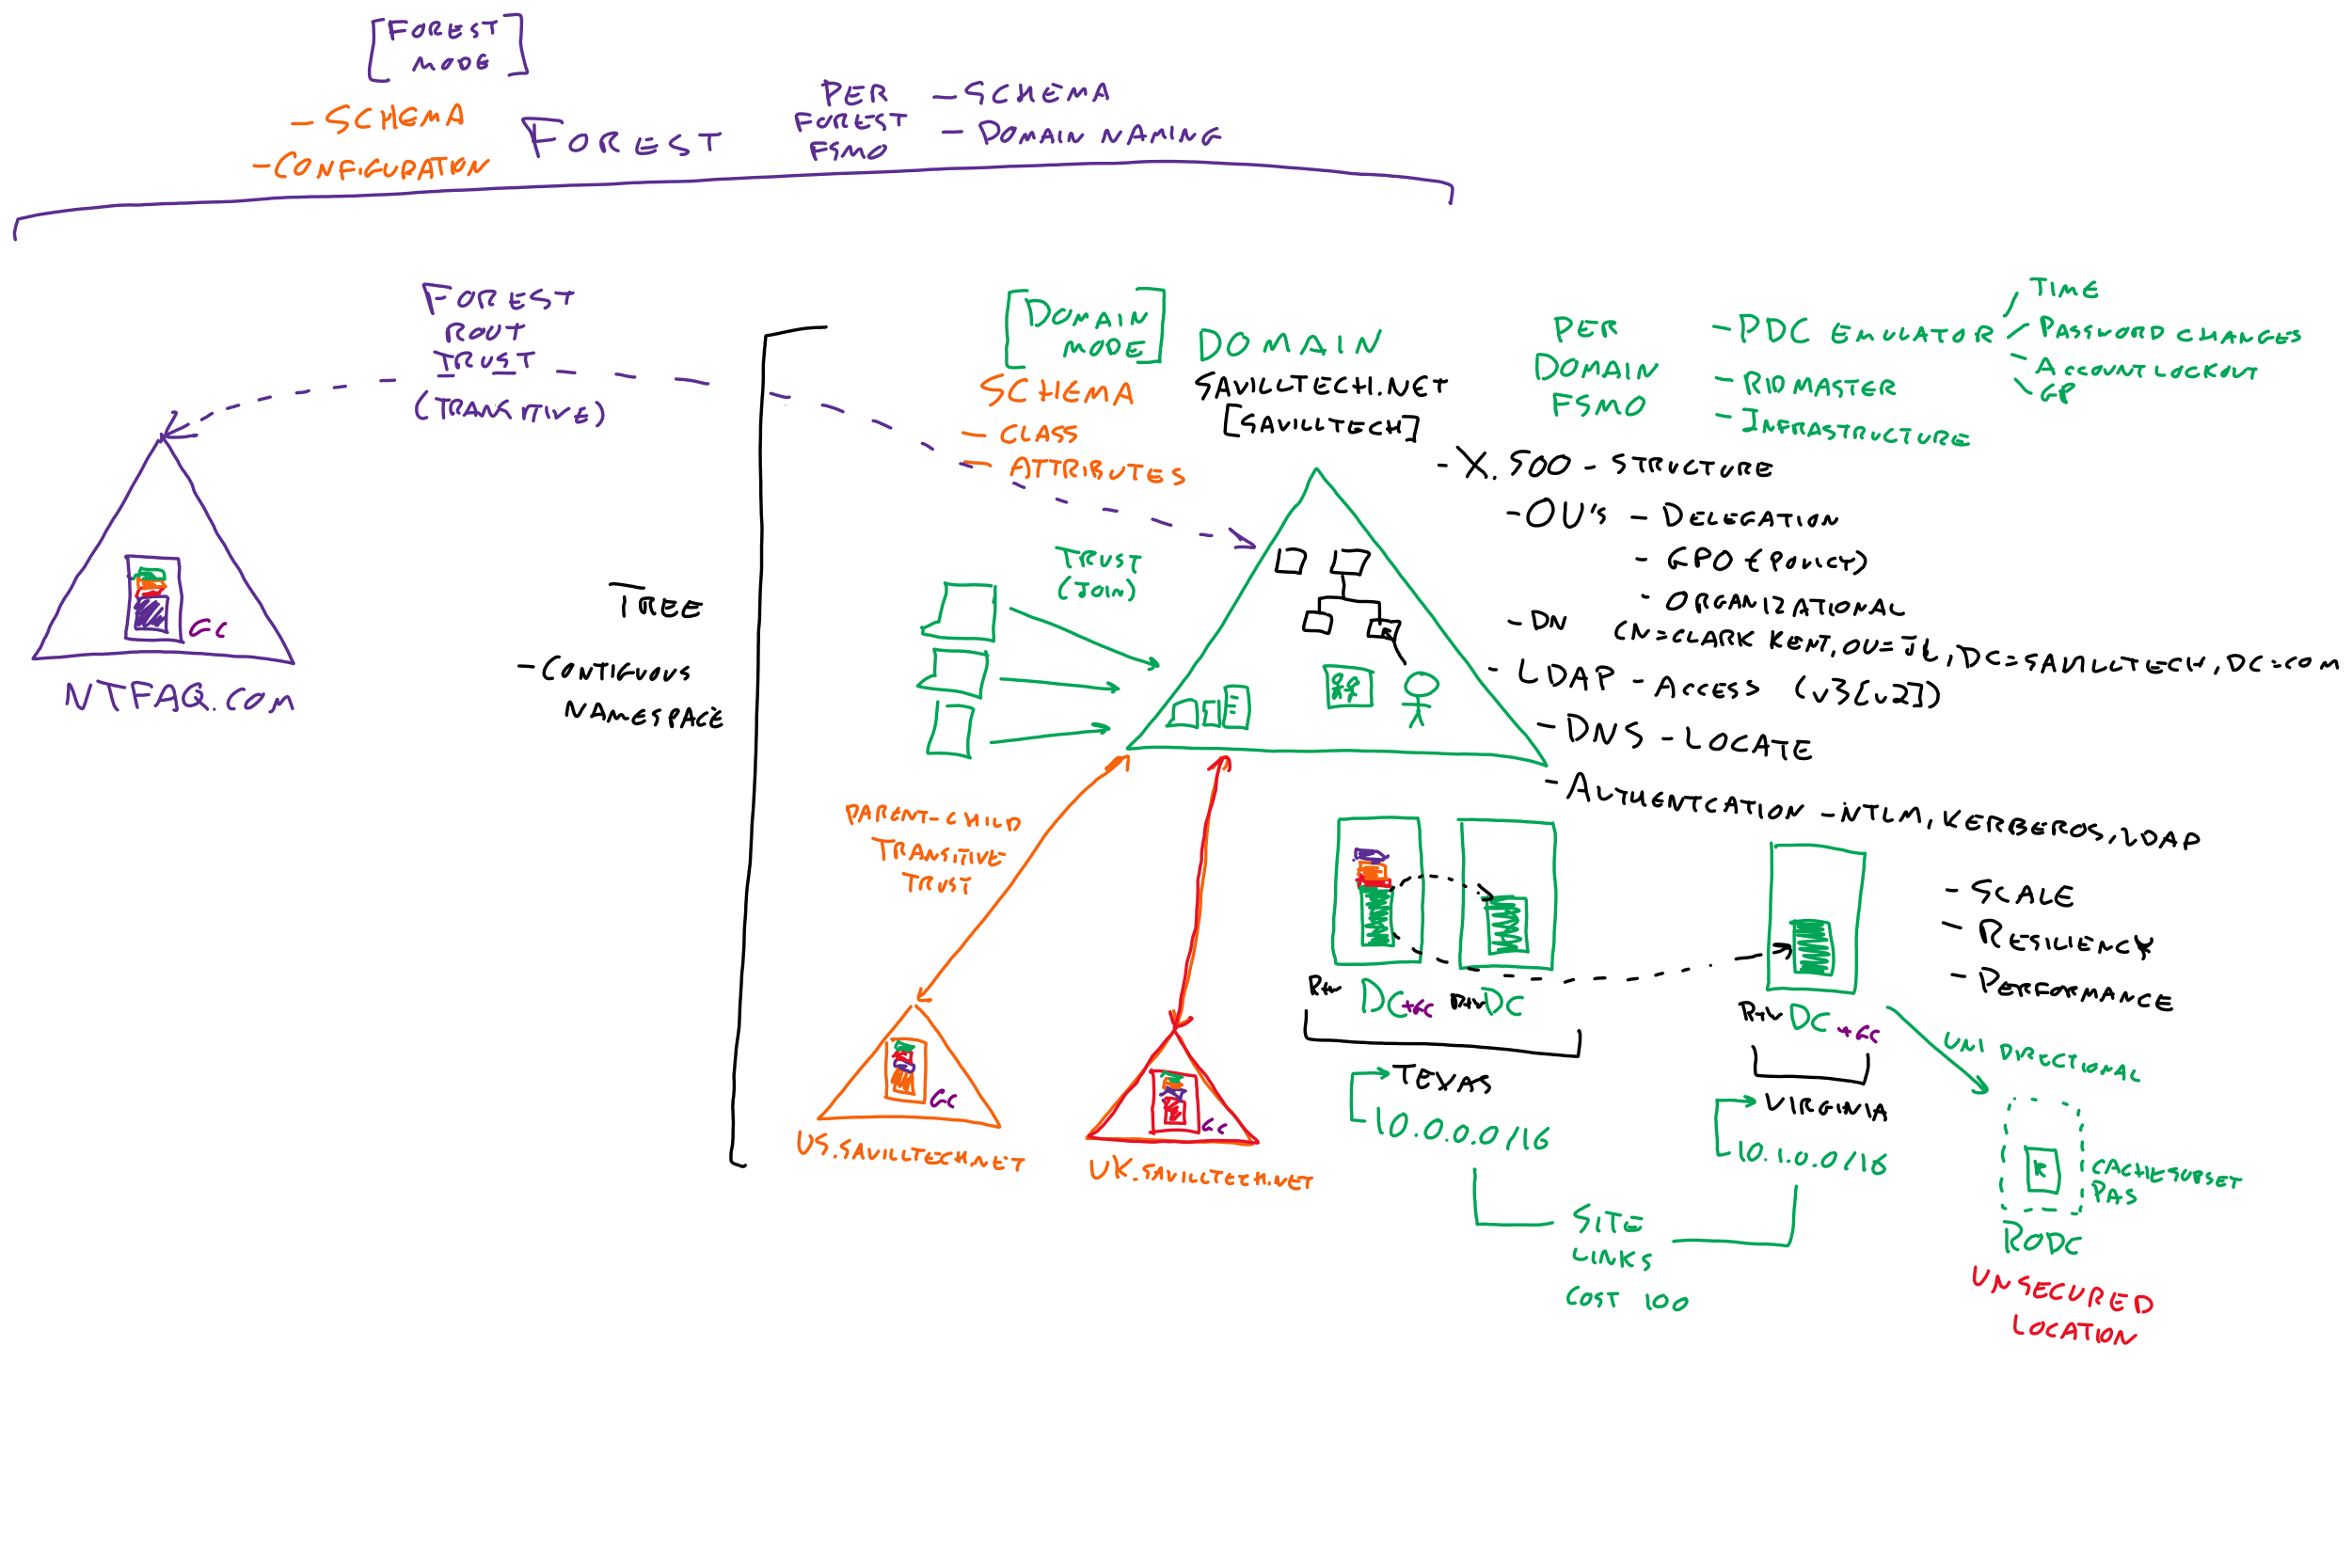 [FOREST
MODE]
- SCHEMA
- CONFIGURATION
FOREST
PER
FOREST
FSMO
- SCHEMA
- DOMAIN NAMING
FOREST
ROUT
TRUST
(TRANSITIVE)
GC
NTFAQ.COM
TREE
- CONTIGUOUS
NAMESPACE
[DOMAIN
MODE]
DOMAIN
SAVILLTECH.NET
[SAVILLTECH]
SCHEMA
- CLASS
- ATTRIBUTES
PER
DOMAIN
FSMO
- PDC EMULATOR
- RID MASTER
- INFRASTRUCTURE
TIME
PASSWORD CHANGES
ACCOUNT LOCKOUT
GP
- X.500 - STRUCTURE
- OU's - DELEGATION
- GPO (POLICY)
- ORGANIZATIONAL
- DN CN=CLARK KENT, OU=JL, DC=SAVILLTECH, DC=COM
- LDAP - ACCESS (v3[v2])
- DNS - LOCATE
- AUTHENTCATION - NTLM, KERBEROS, LDAP
TRUST
(JOIN)
PARENT-CHILD
TRANSITIVE
TRUST
GC
US.SAVILLTECH.NET
GC
UK.SAVILLTECH.NET
R+W DC+GC R+W DC
TEXAS
10.0.0.0/16
R+W DC +GC
VIRGINIA
10.1.0.0/16
SITE
LINKS
COST 100
- SCALE
- RESILIENCY
- PERFORMANCE
UNI DIRECTIONAL
R
CACHE SUBSET
PAS
RODC
UNSECURED
LOCATION